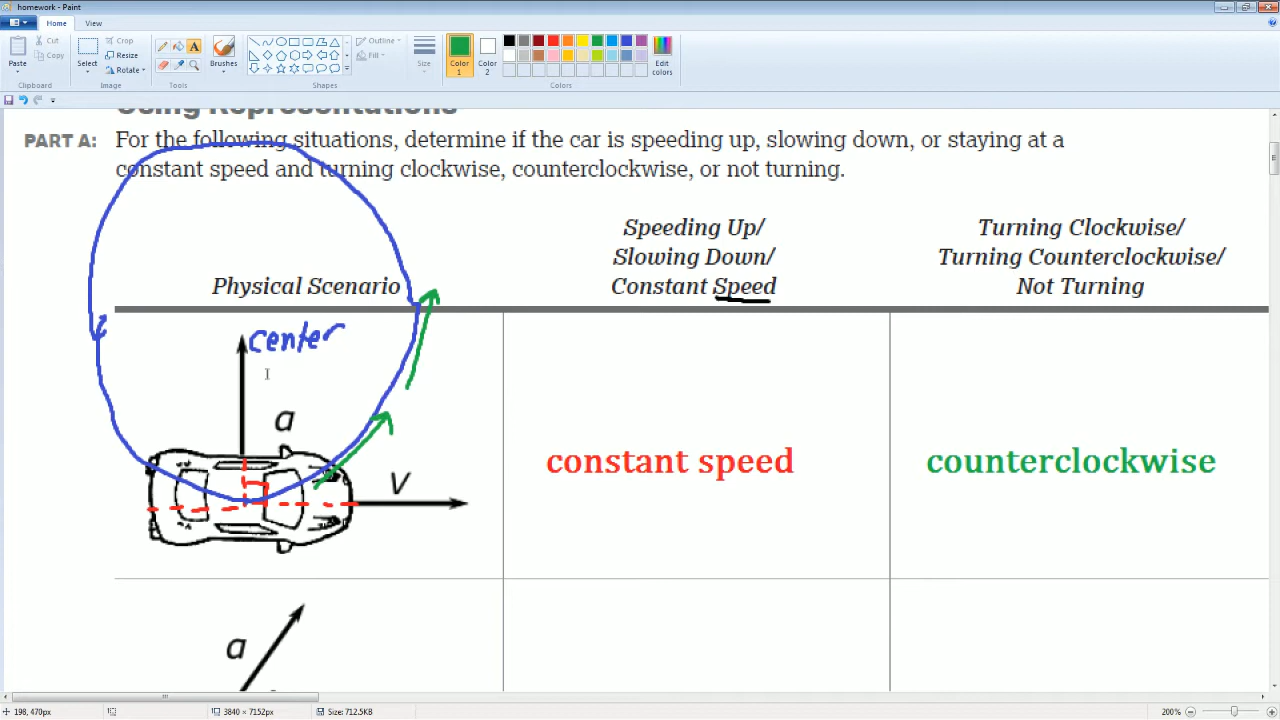 homework - Paint
Home
View
Paste
Cut
Copy
Clipboard
Select
Crop
Resize
Rotate
Image
Tools
Brushes
Shapes
Outline
Fill
Size
Color 1
Color 2
Edit colors
Colors
Using Representations
PART A: For the following situations, determine if the car is speeding up, slowing down, or staying at a
constant speed and turning clockwise, counterclockwise, or not turning.
Physical Scenario
Speeding Up/
Slowing Down/
Constant Speed
Turning Clockwise/
Turning Counterclockwise/
Not Turning
center
a
v
constant speed
counterclockwise
a
198, 470px
3840 × 7152px
Size: 712.5KB
200%